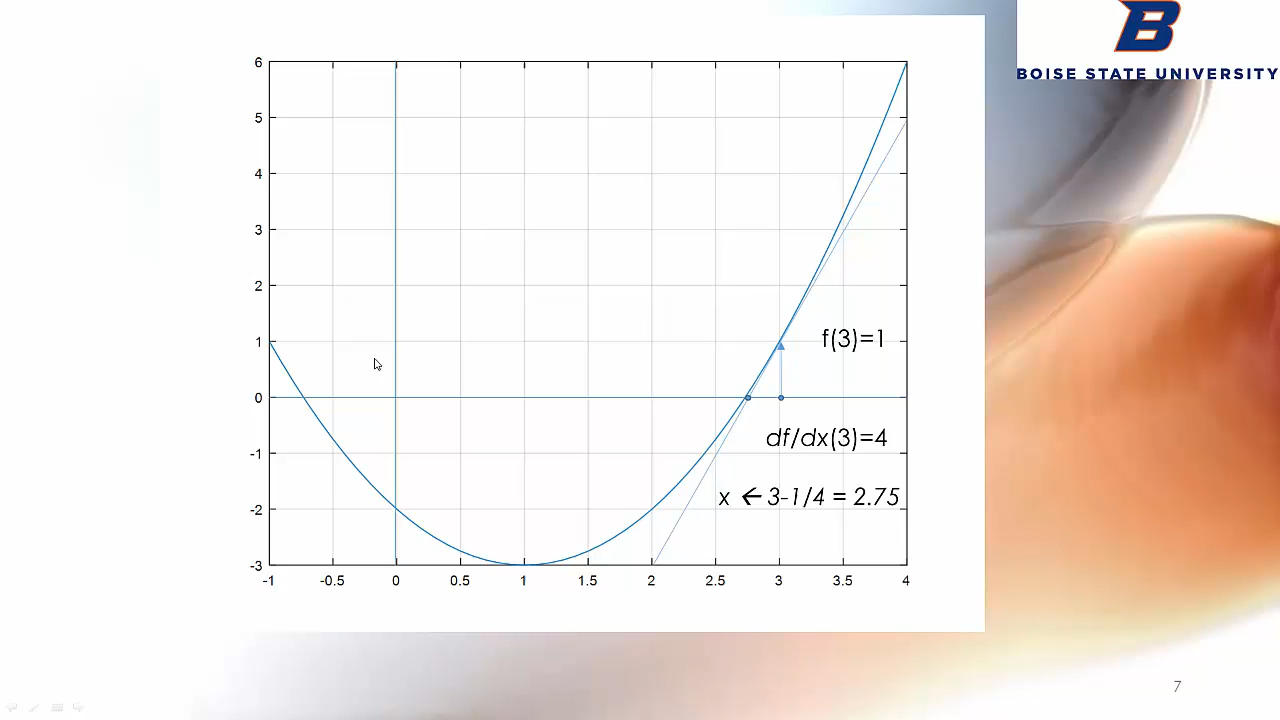 B
BOISE STATE UNIVERSITY
6
5
4
3
2
1
0
-1
-2
-3
-1 -0.5 0 0.5 1 1.5 2 2.5 3 3.5 4
f(3)=1
df/dx(3)=4
x ← 3-1/4 = 2.75
7